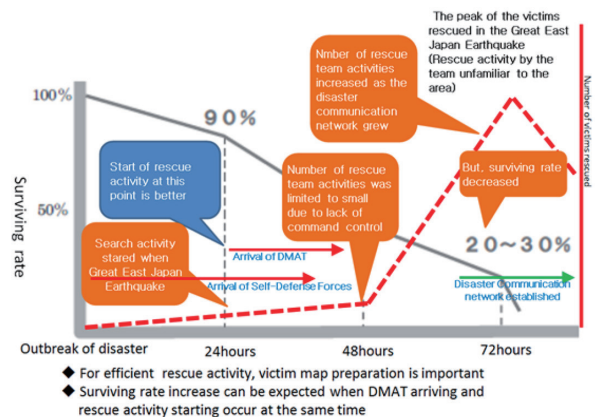 The peak of the victims
rescued in the Great East
Japan Earthquake
(Rescue activity by the
team unfamiliar to the
area)
Nmber of rescue
team activities
increased as the
disaster
communication
network grew
Number of victims rescued
100%
90%
Start of rescue
activity at this
point is better
Number of rescue
team activities was
limited to small
due to lack of
command control
But, surviving rate
decreased
Surviving rate
50%
Search activity
stared when
Great East Japan
Earthquake
Arrival of DMAT
Arrival of Self-Defense Forces
20～30%
Disaster Communication
network established
Outbreak of disaster
24hours
48hours
72hours
◆ For efficient rescue activity, victim map preparation is important
◆ Surviving rate increase can be expected when DMAT arriving and
rescue activity starting occur at the same time